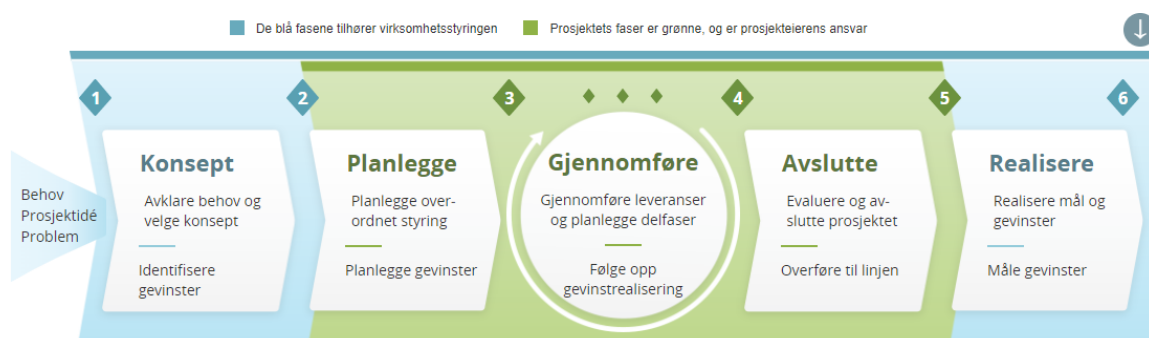 De blå fasene tilhører virksomhetsstyringen
Prosjektets faser er grønne, og er prosjekteierens ansvar
1
2
3
4
5
6
Behov
Prosjektidé
Problem
Konsept
Avklare behov og
velge konsept
Identifisere
gevinster
Planlegge
Planlegge over-
ordnet styring
Planlegge gevinster
Gjennomføre
Gjennomføre leveranser
og planlegge delfaser
Følge opp
gevinstrealisering
Avslutte
Evaluere og av-
slutte prosjektet
Overføre til linjen
Realisere
Realisere mål og
gevinster
Måle gevinster